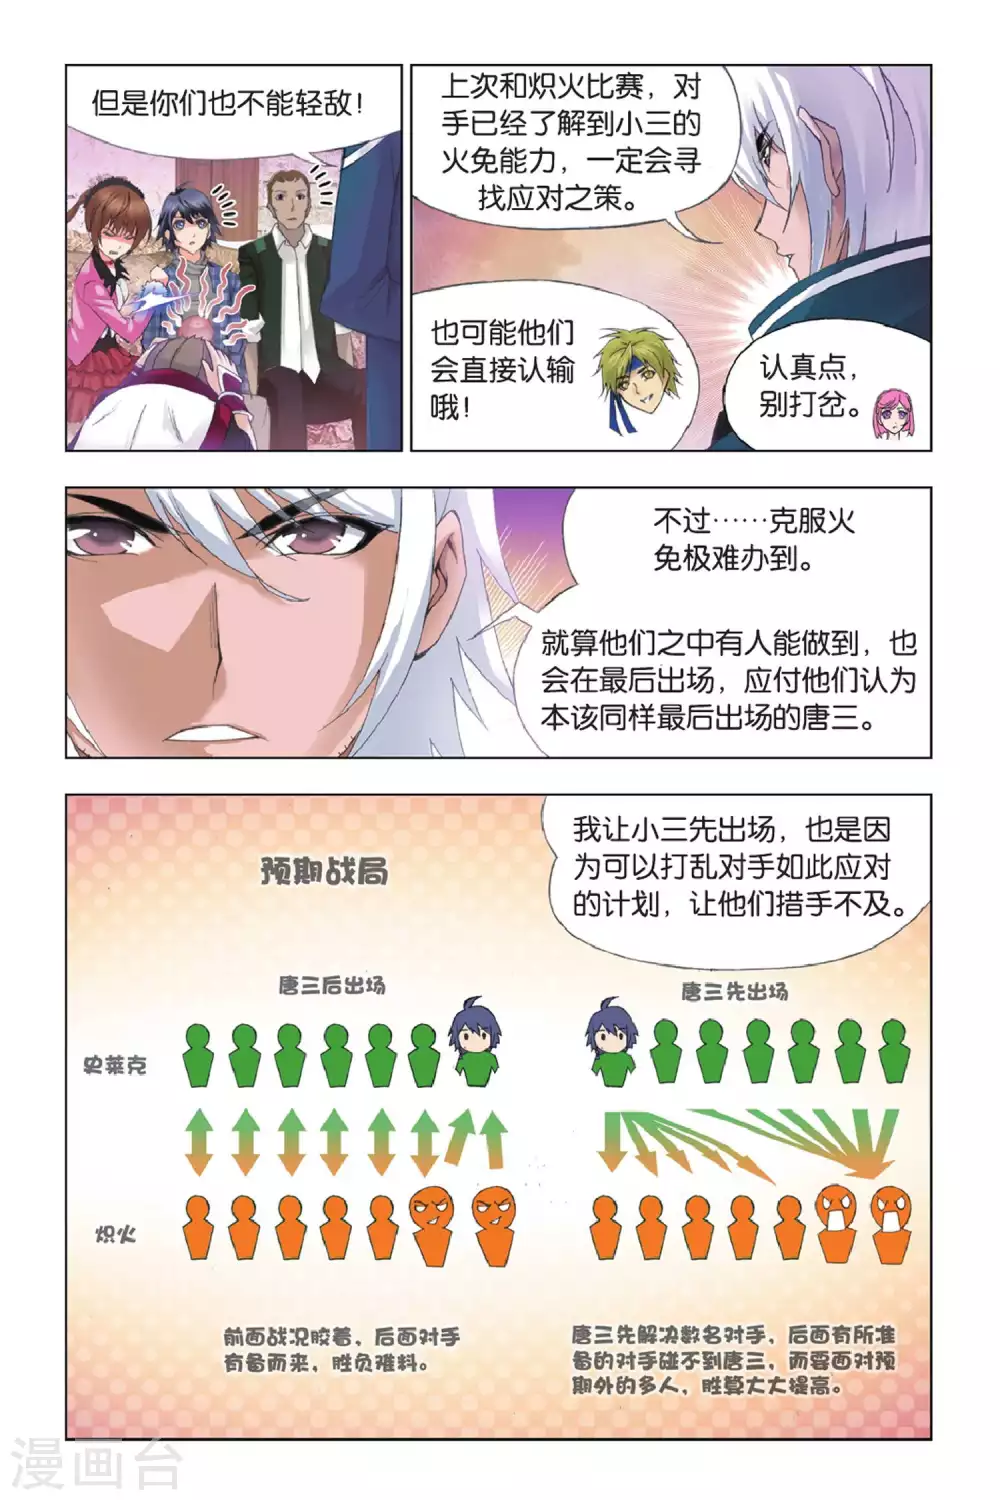 但是你们也不能轻敌！
上次和炽火比赛，对
手已经了解到小三的
火免能力，一定会寻
找应对之策。
也可能他们
会直接认输
哦！
认真点，
别打岔。
不过……克服火
免极难办到。
就算他们之中有人能做到，也
会在最后出场，应付他们认为
本该同样最后出场的唐三。
我让小三先出场，也是因
为可以打乱对手如此应对
的计划，让他们措手不及。
预期战局
唐三后出场
唐三先出场
史莱克
炽火
前面战况胶着，后面对手
有备而来，胜负难料。
唐三先解决数名对手，后面有所准
备的对手碰不到唐三，而要面对预
期外的多人，胜算大大提高。
漫画台